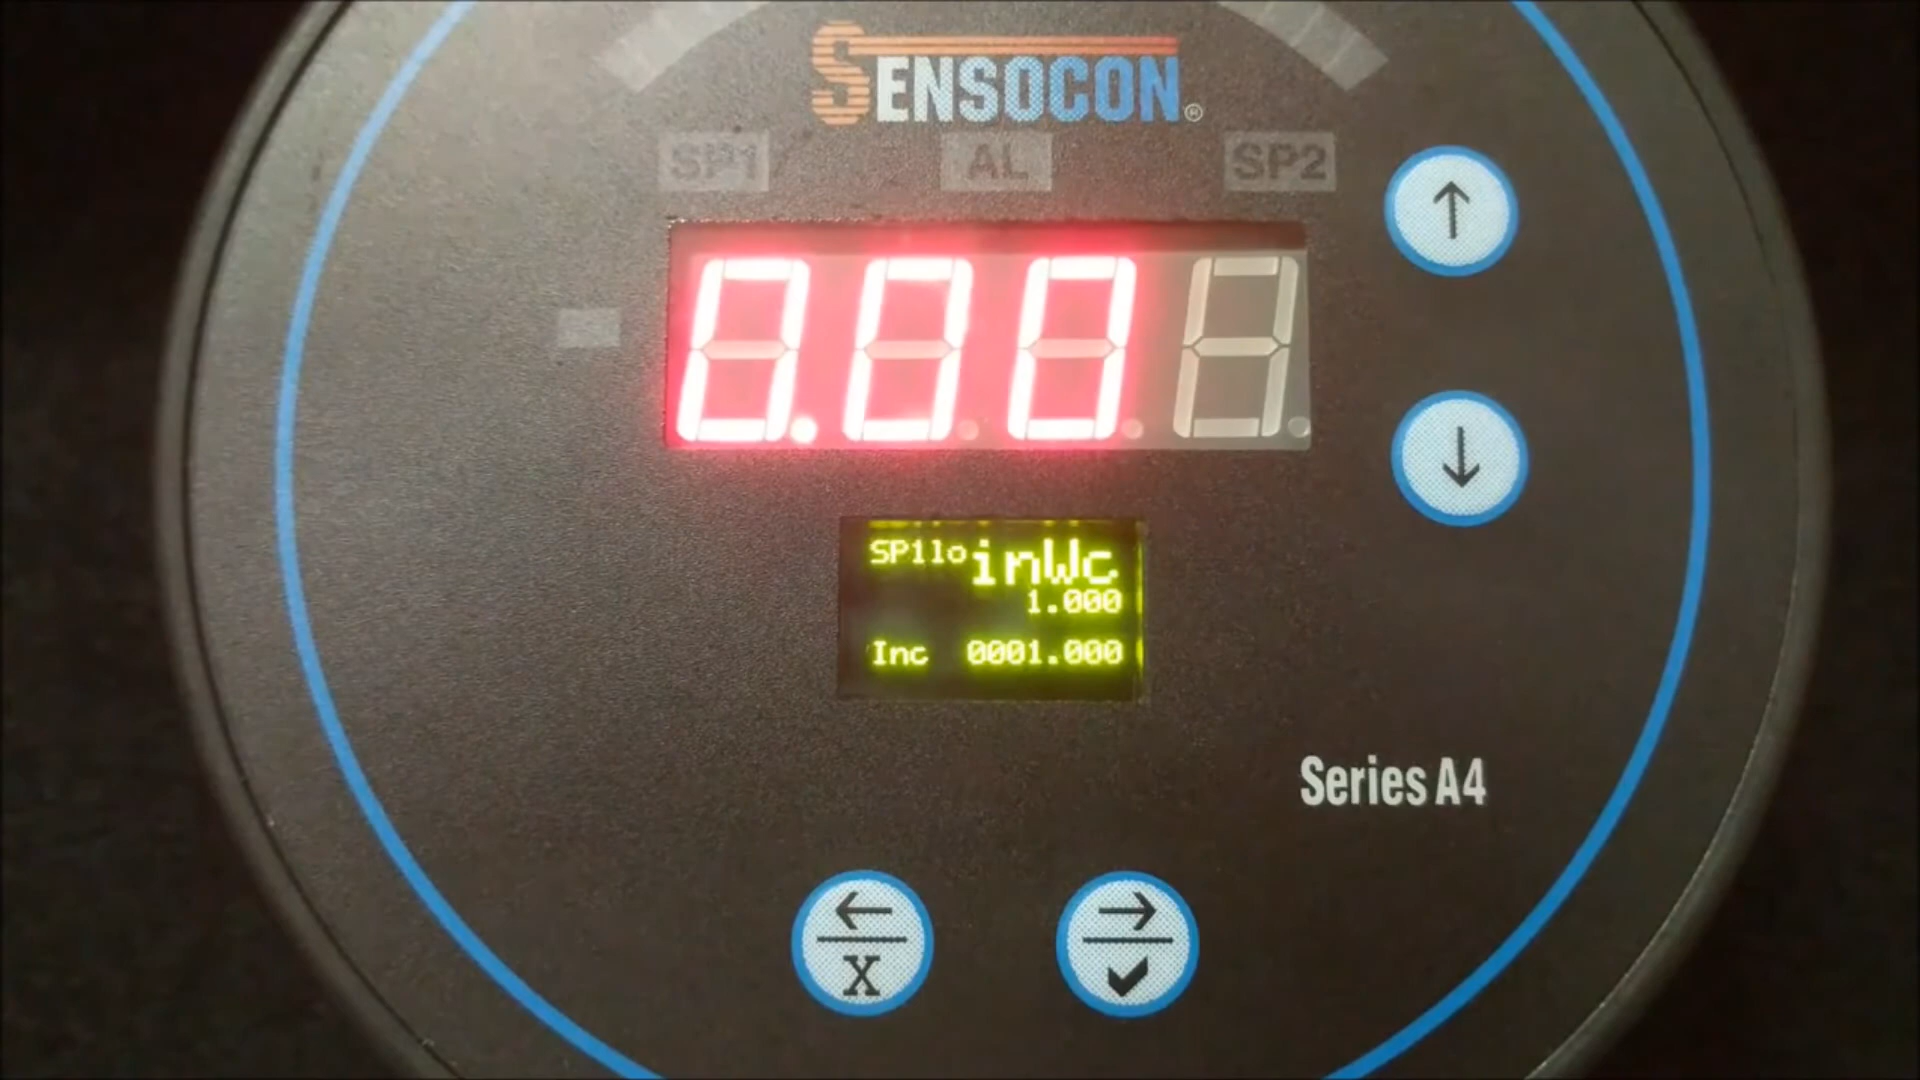 SENSOCON®
SP1 AL SP2
0.00
SP1lo inWc
1.000
Inc 0001.000
Series A4
X